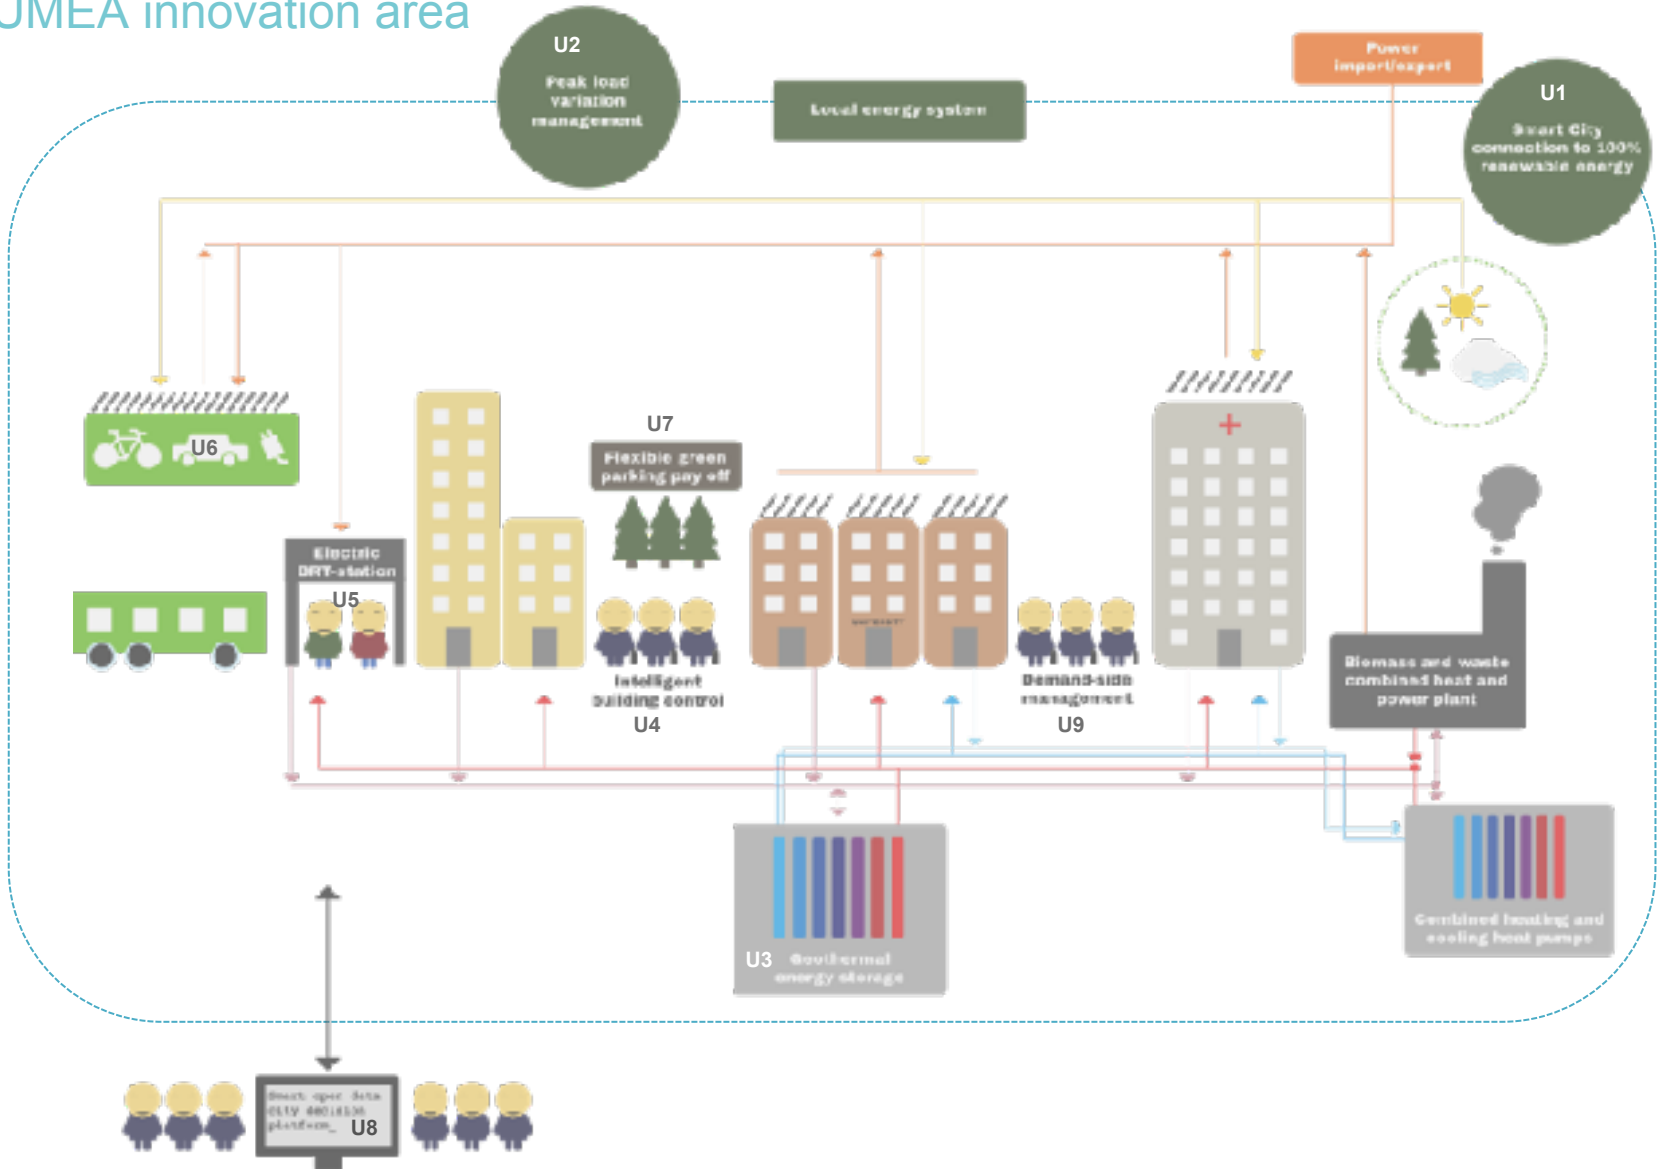 UMEA innovation area
U2
Peak load
variation
management
Local energy system
Power
import/export
U1
Smart City
connection to 100%
renewable energy
U6
U7
Flexible green
parking pay off
Electric
BRT-station
U5
Intelligent
building control
U4
Demand-side
management
U9
Biomass and waste
combined heat and
power plant
U3
Geothermal
energy storage
Combined heating and
cooling heat pumps
Smart open data
city decision
platform_
U8